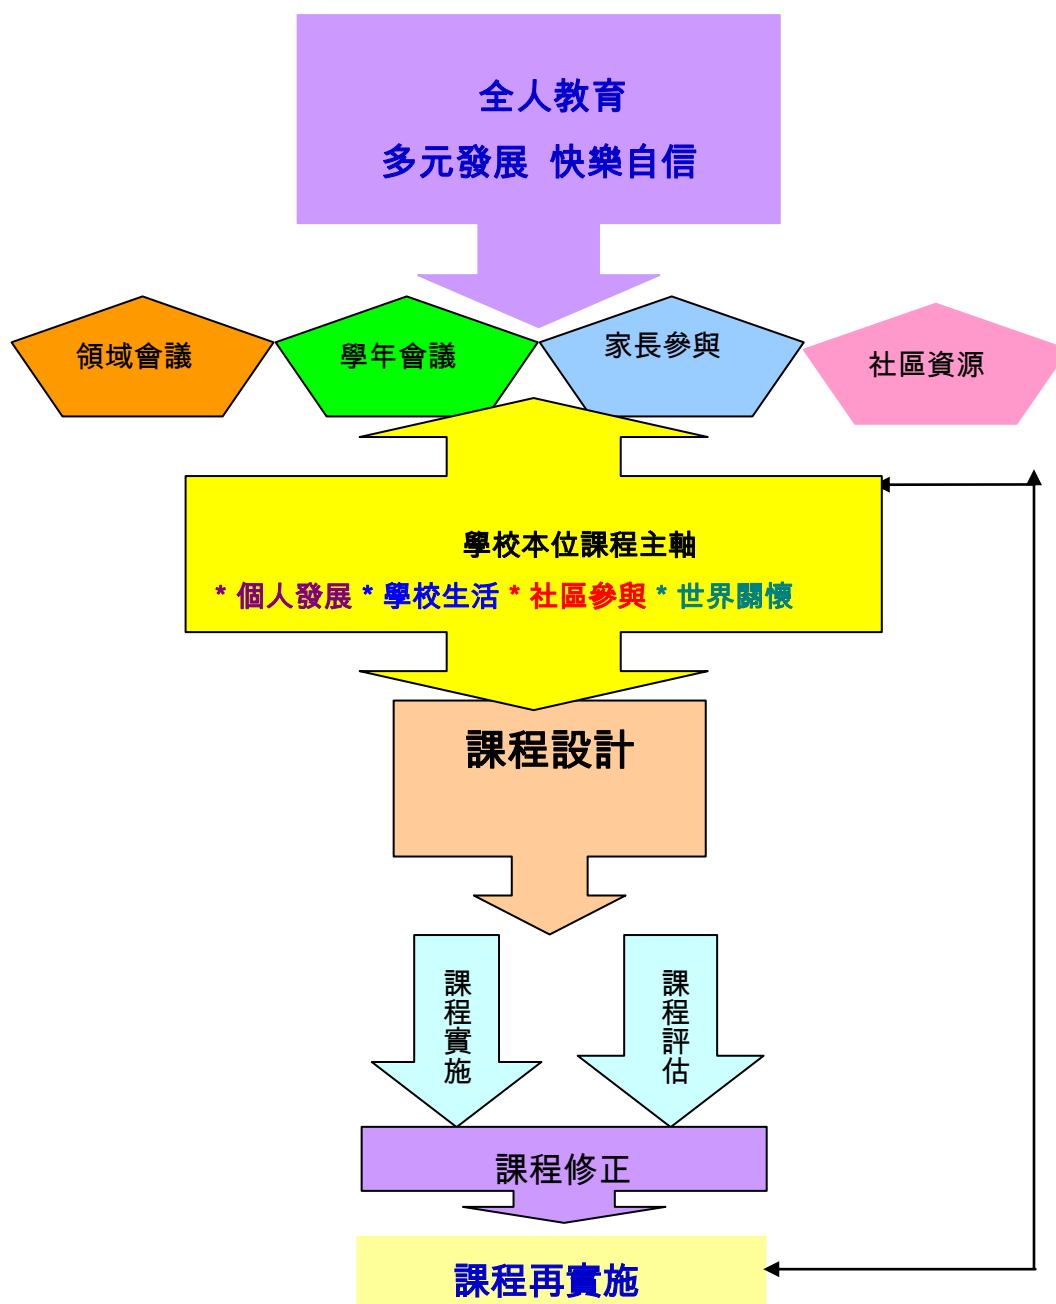 全人教育
多元發展 快樂自信
領域會議
學年會議
家長參與
社區資源
學校本位課程主軸
* 個人發展 * 學校生活 * 社區參與 * 世界關懷
課程設計
課程實施
課程評估
課程修正
課程再實施